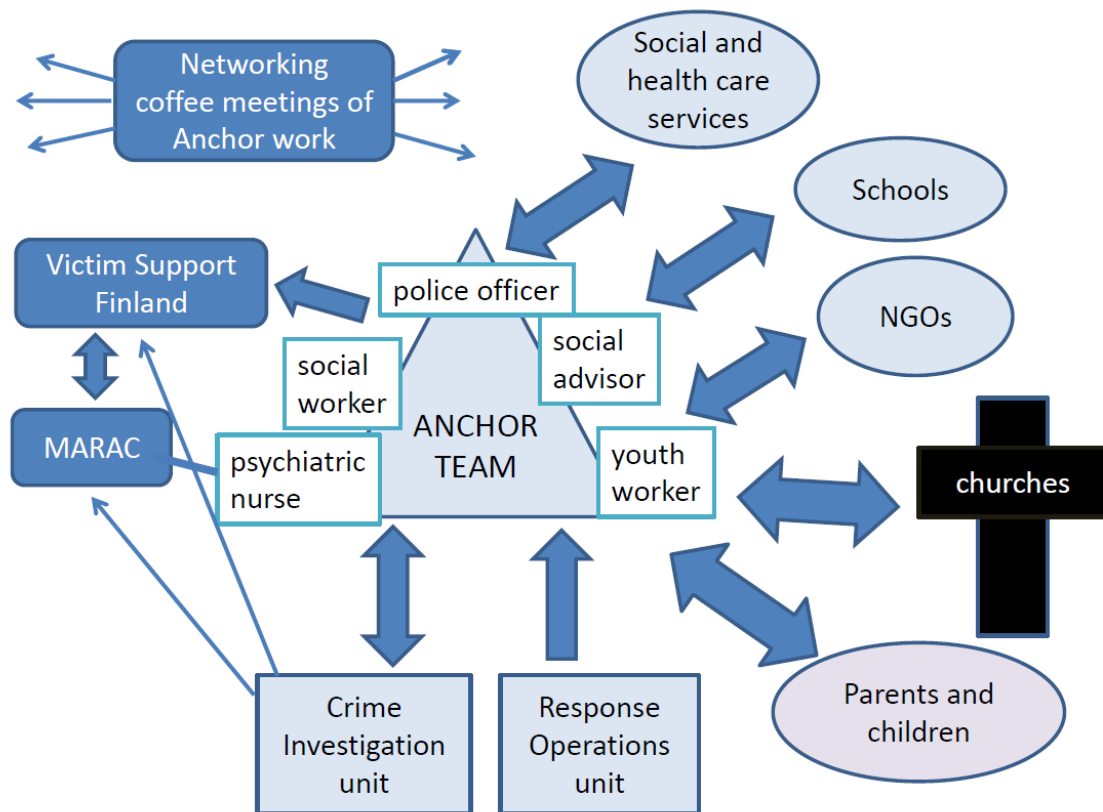 Networking
coffee meetings of
Anchor work
Social and
health care
services
Schools
NGOs
Victim Support
Finland
police officer
social
advisor
social
worker
ANCHOR
TEAM
MARAC
psychiatric
nurse
youth
worker
churches
Crime
Investigation
unit
Response
Operations
unit
Parents and
children